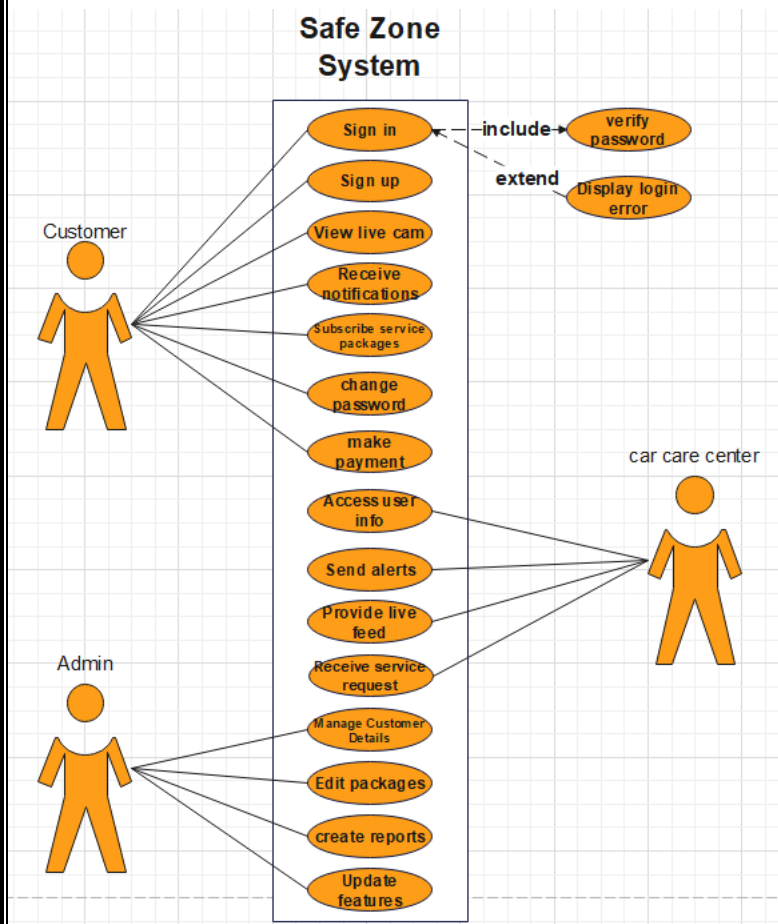 Safe Zone
System
Sign in
include
verify
password
Sign up
extend
Display login
error
Customer
View live cam
Receive
notifications
Subscribe service
packages
change
password
make
payment
car care center
Access user
info
Send alerts
Provide live
feed
Admin
Receive service
request
Manage Customer
Details
Edit packages
create reports
Update
features